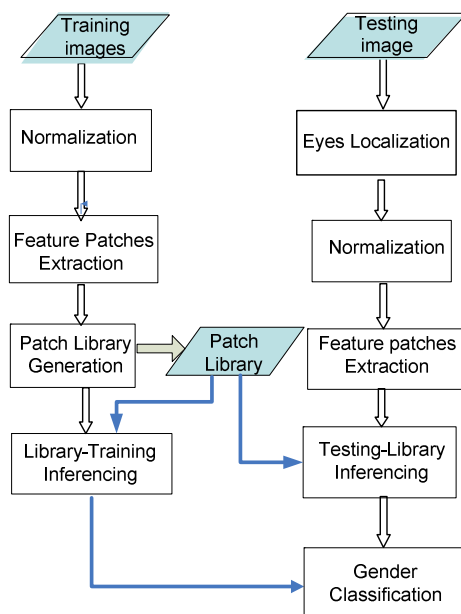 Training
images
Normalization
Feature Patches
Extraction
Patch Library
Generation
Patch
Library
Library-Training
Inferencing
Testing
image
Eyes Localization
Normalization
Feature patches
Extraction
Testing-Library
Inferencing
Gender
Classification